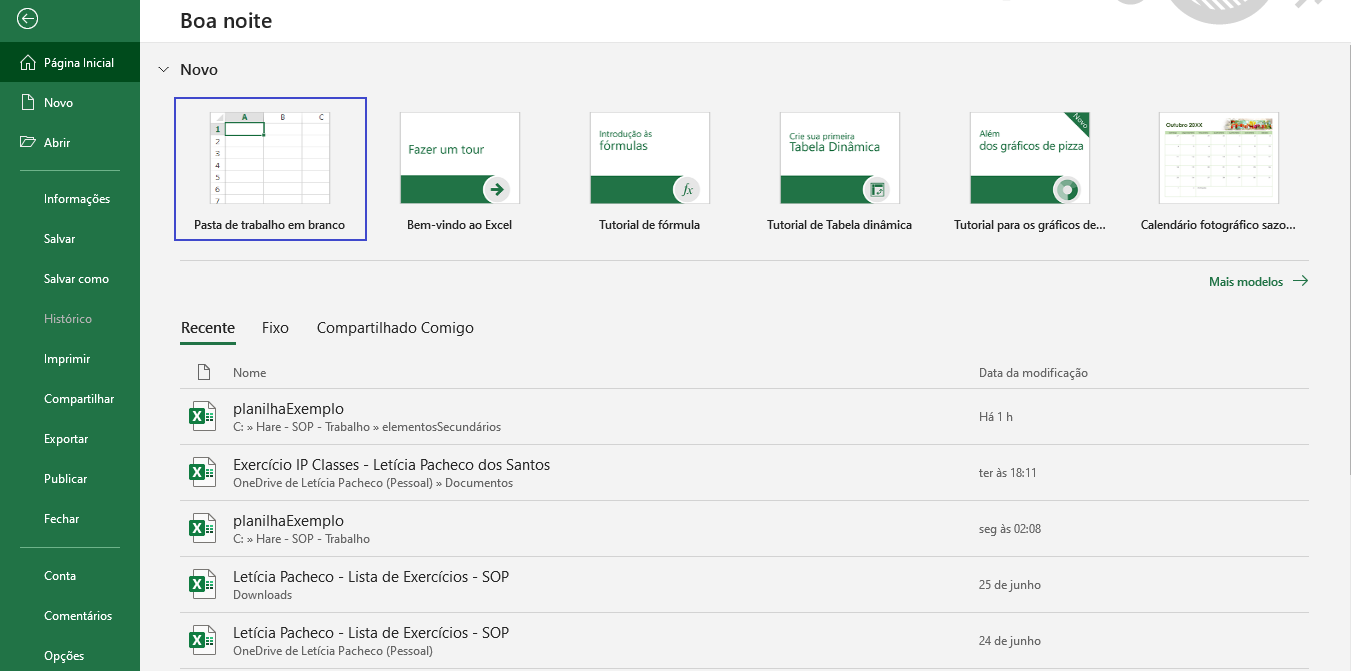 Boa noite
Página Inicial
Novo
Abrir
Informações
Salvar
Salvar como
Histórico
Imprimir
Compartilhar
Exportar
Publicar
Fechar
Conta
Comentários
Opções
Novo
A B C
1
2
3
4
5
6
7
Pasta de trabalho em branco
Fazer um tour
Bem-vindo ao Excel
Introdução às
fórmulas
fx
Tutorial de fórmula
Crie sua primeira
Tabela Dinâmica
Tutorial de Tabela dinâmica
Novo
Além
dos gráficos de pizza
Tutorial para os gráficos de...
Outubro 20XX
Calendário fotográfico sazo...
Mais modelos
Recente Fixo Compartilhado Comigo
Nome Data da modificação
planilhaExemplo
C: » Hare - SOP - Trabalho » elementosSecundários
Há 1 h
Exercício IP Classes - Letícia Pacheco dos Santos
OneDrive de Letícia Pacheco (Pessoal) » Documentos
ter às 18:11
planilhaExemplo
C: » Hare - SOP - Trabalho
seg às 02:08
Letícia Pacheco - Lista de Exercícios - SOP
Downloads
25 de junho
Letícia Pacheco - Lista de Exercícios - SOP
OneDrive de Letícia Pacheco (Pessoal)
24 de junho